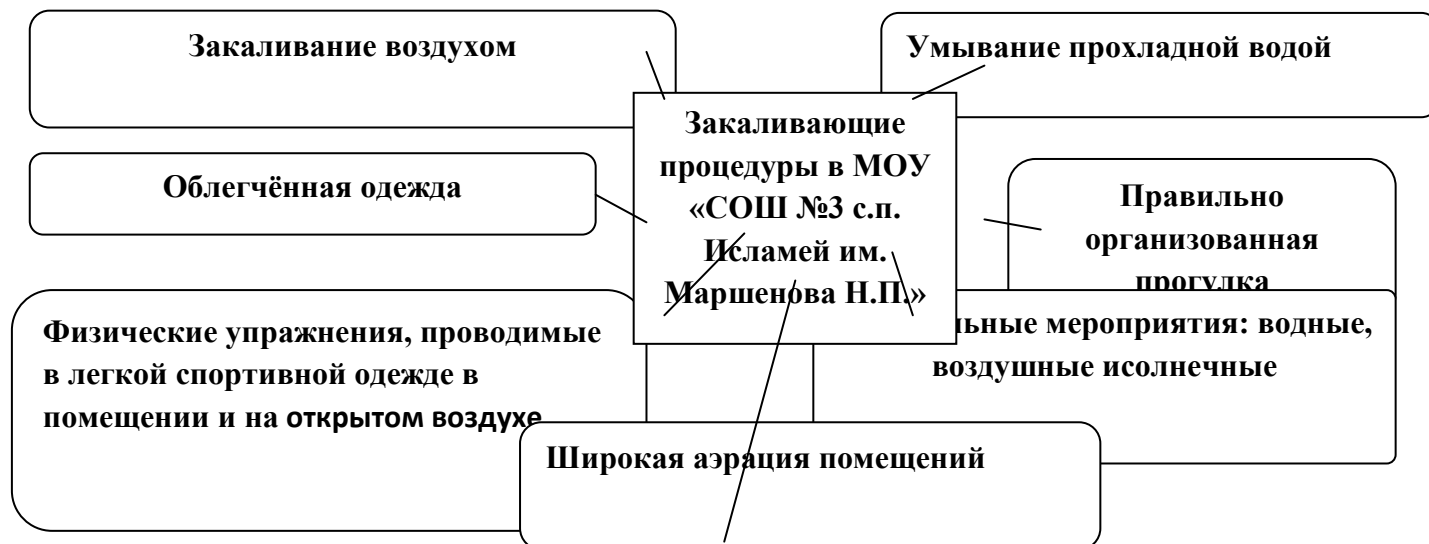 Закаливание воздухом
Умывание прохладной водой
Закаливающие
процедуры в МОУ
«СОШ №3 с.п.
Исламей им.
Маршенова Н.П.»
Облегчённая одежда
Правильно
организованная
прогулка
Физические упражнения, проводимые
в легкой спортивной одежде в
помещении и на открытом воздухе
мероприятия: водные,
воздушные исолнечные
Широкая аэрация помещений